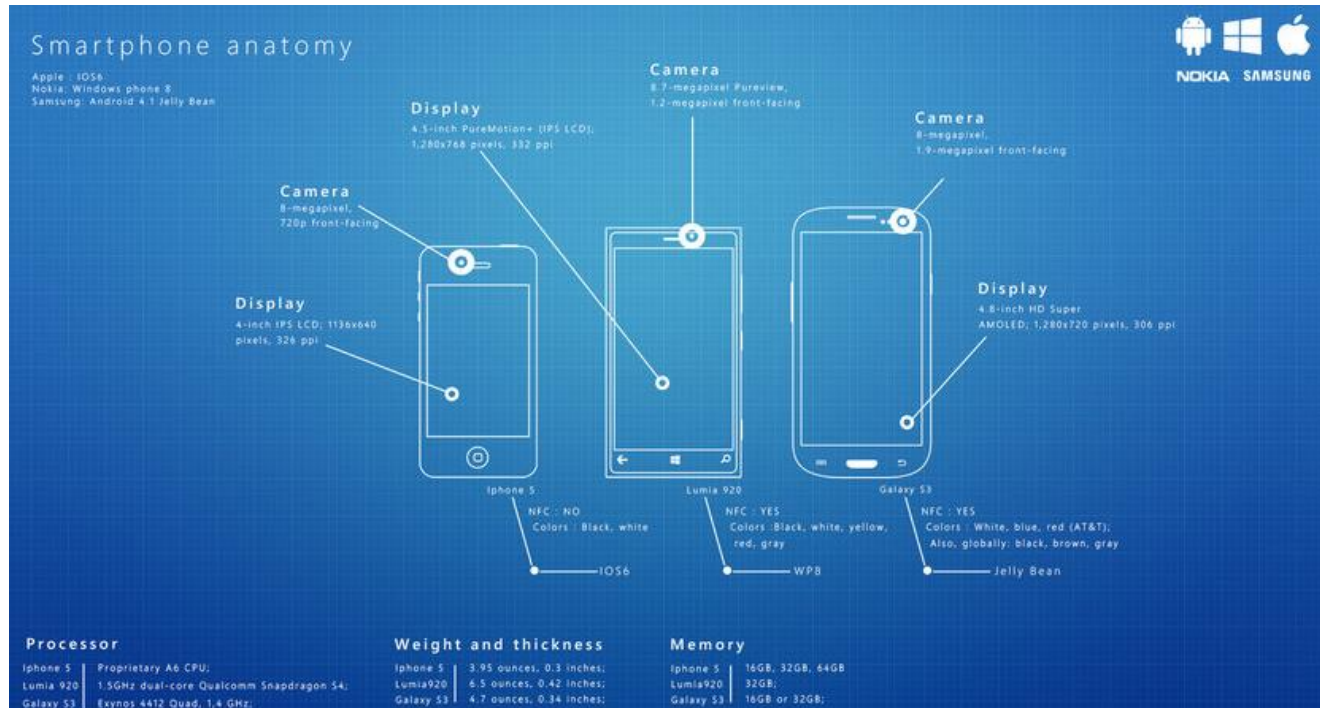 Smartphone anatomy
Apple : IOS6
Nokia: Windows phone 8
Samsung: Android 4.1 Jelly Bean
NOKIA SAMSUNG
Camera
8.7-megapixel Pureview,
1.2-megapixel front-facing
Display
4.5-inch PureMotion+ (IPS LCD);
1,280x768 pixels, 332 ppi
Camera
8-megapixel,
1.9-megapixel front-facing
Camera
8-megapixel,
720p front-facing
Display
4-inch IPS LCD; 1136x640
pixels, 326 ppi
Display
4.8-inch HD Super
AMOLED; 1,280x720 pixels, 306 ppi
Iphone 5
NFC : NO
Colors : Black, white
IOS6
Lumia 920
NFC : YES
Colors :Black, white, yellow,
red, gray
WP8
Galaxy S3
NFC : YES
Colors : White, blue, red (AT&T);
Also, globally: black, brown, gray
Jelly Bean
Processor
Iphone 5 Proprietary A6 CPU;
Lumia 920 1.5GHz dual-core Qualcomm Snapdragon S4;
Galaxy S3 Exynos 4412 Quad, 1.4 GHz;
Weight and thickness
Iphone 5 3.95 ounces, 0.3 inches;
Lumia920 6.5 ounces, 0.42 inches;
Galaxy S3 4.7 ounces, 0.34 inches;
Memory
Iphone 5 16GB, 32GB, 64GB
Lumia920 32GB;
Galaxy S3 16GB or 32GB;